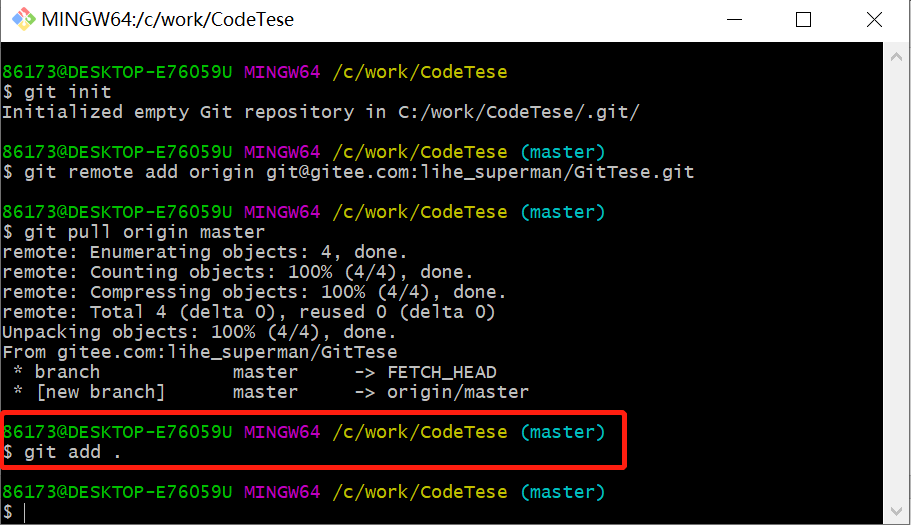 MINGW64:/c/work/CodeTese
86173@DESKTOP-E76059U MINGW64 /c/work/CodeTese
$ git init
Initialized empty Git repository in C:/work/CodeTese/.git/
86173@DESKTOP-E76059U MINGW64 /c/work/CodeTese (master)
$ git remote add origin git@gitee.com:lihe_superman/GitTese.git
86173@DESKTOP-E76059U MINGW64 /c/work/CodeTese (master)
$ git pull origin master
remote: Enumerating objects: 4, done.
remote: Counting objects: 100% (4/4), done.
remote: Compressing objects: 100% (4/4), done.
remote: Total 4 (delta 0), reused 0 (delta 0)
Unpacking objects: 100% (4/4), done.
From gitee.com:lihe_superman/GitTese
 * branch            master     -> FETCH_HEAD
 * [new branch]      master     -> origin/master
86173@DESKTOP-E76059U MINGW64 /c/work/CodeTese (master)
$ git add .
86173@DESKTOP-E76059U MINGW64 /c/work/CodeTese (master)
$